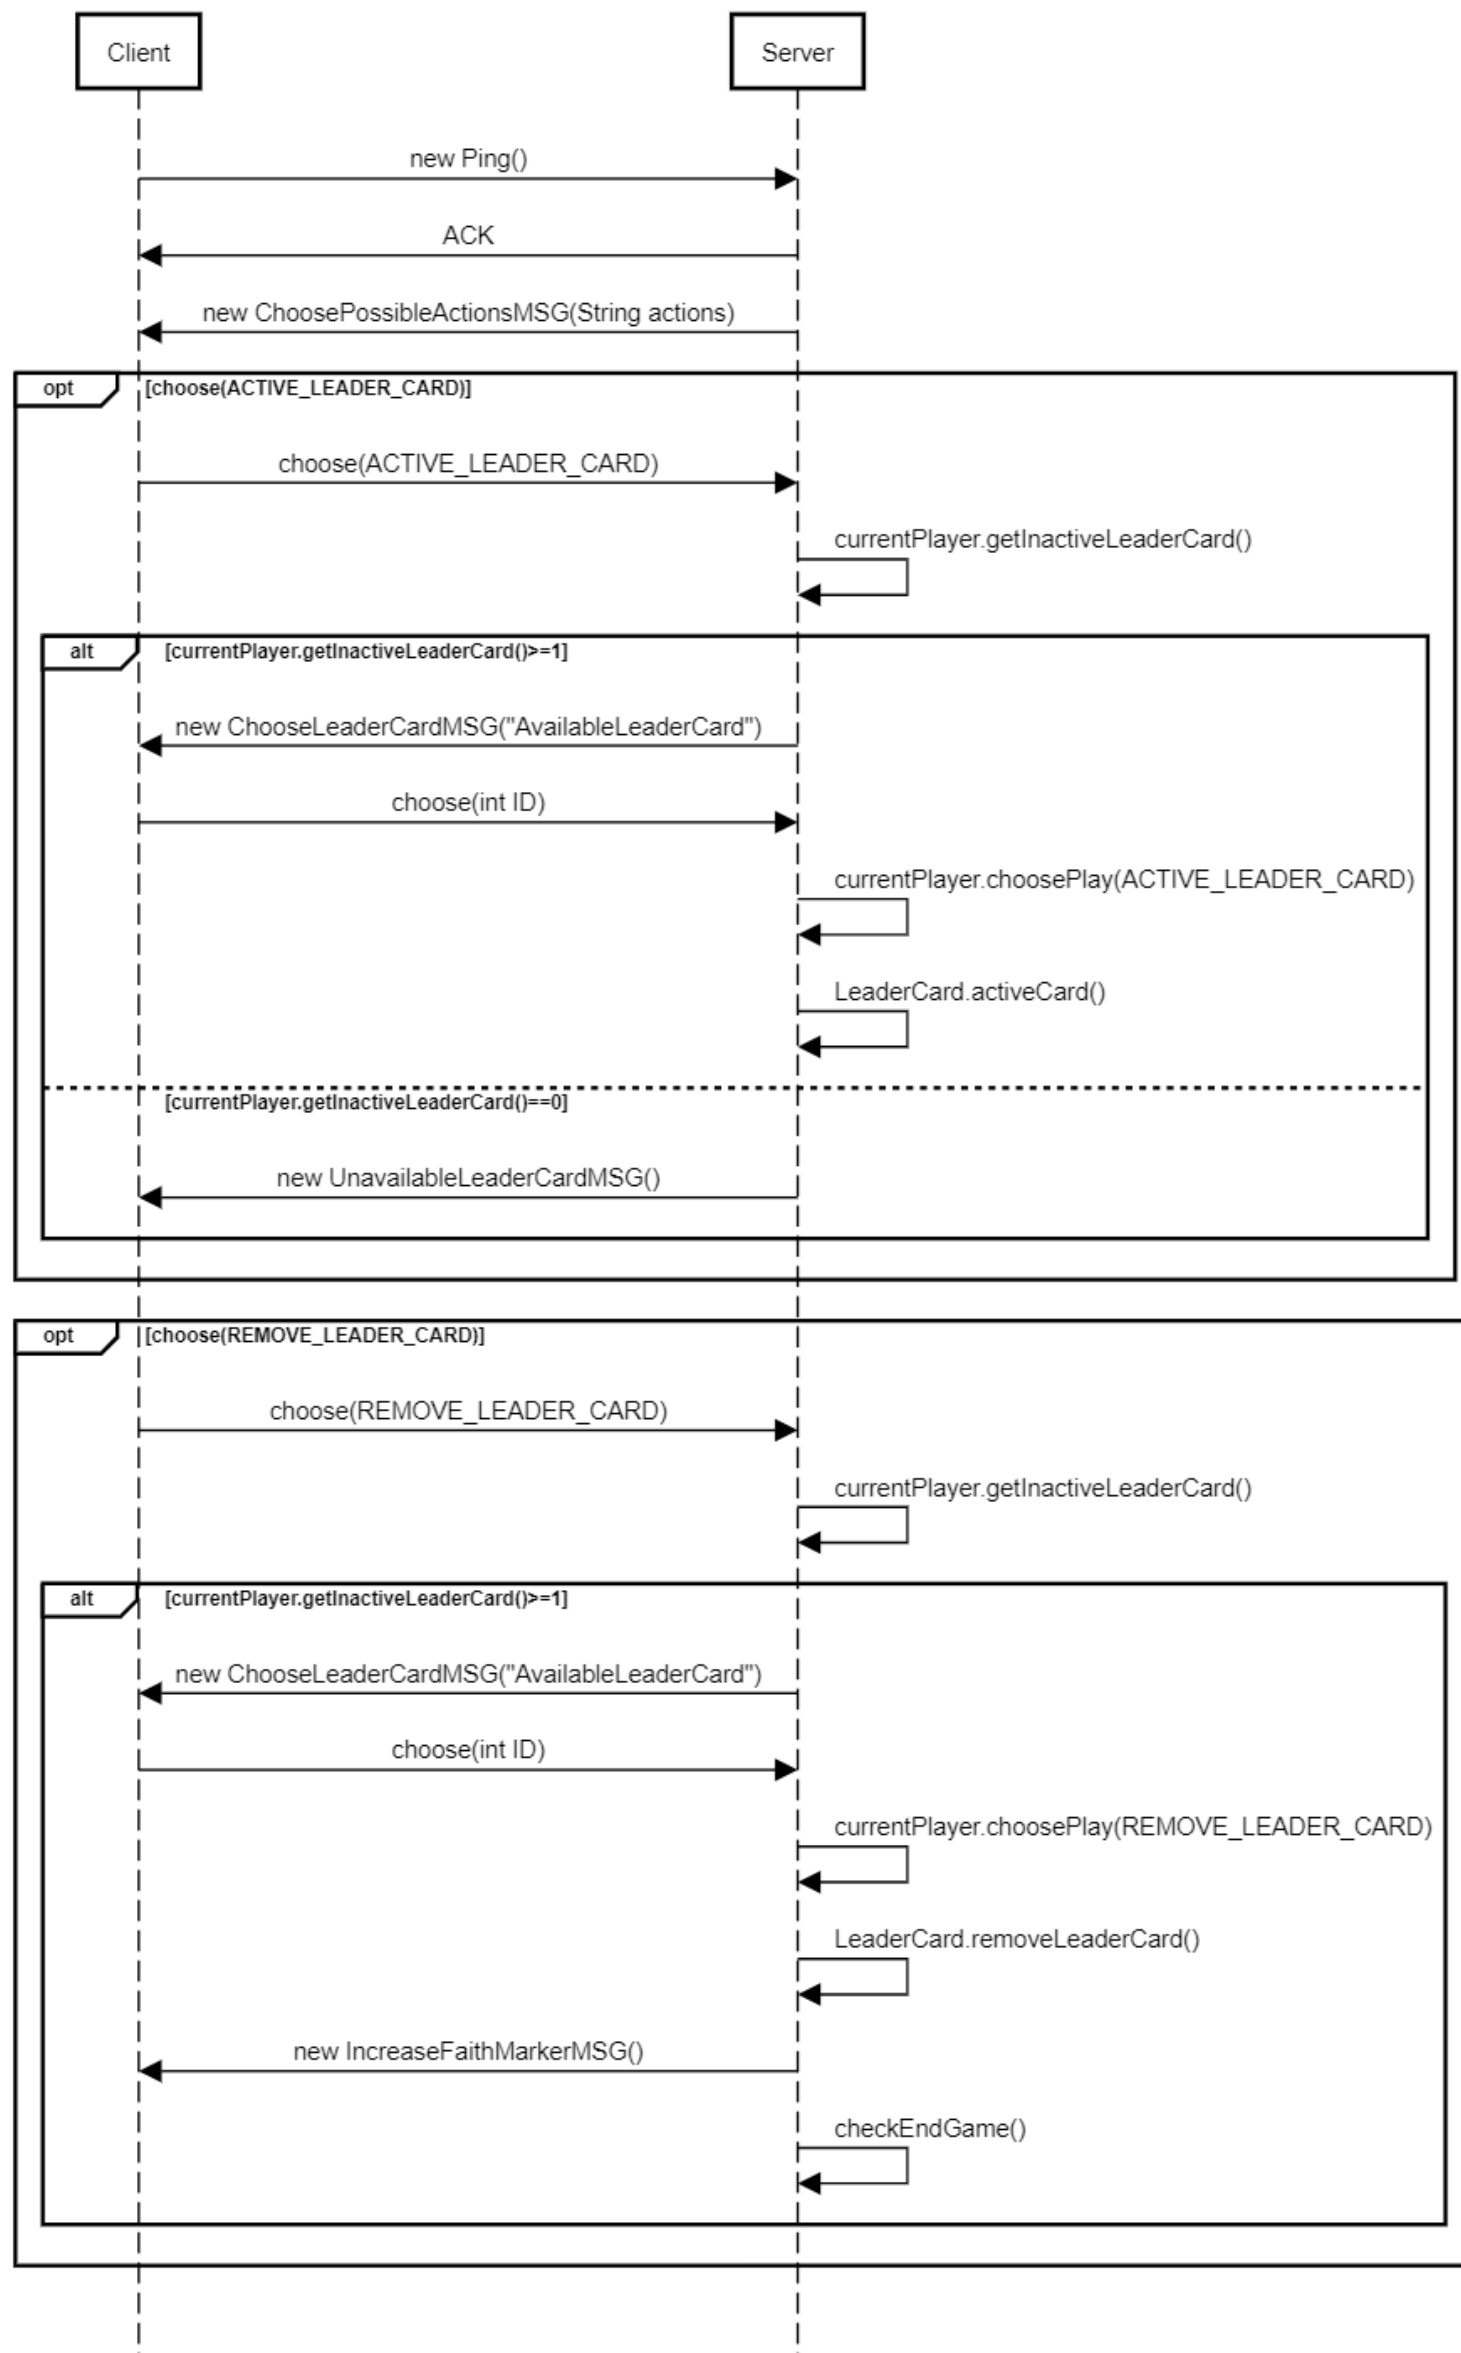 Client
Server
new Ping()
ACK
new ChoosePossibleActionsMSG(String actions)
opt
[choose(ACTIVE_LEADER_CARD)]
choose(ACTIVE_LEADER_CARD)
currentPlayer.getInactiveLeaderCard()
alt
[currentPlayer.getInactiveLeaderCard()>=1]
new ChooseLeaderCardMSG("AvailableLeaderCard")
choose(int ID)
currentPlayer.choosePlay(ACTIVE_LEADER_CARD)
LeaderCard.activeCard()
[currentPlayer.getInactiveLeaderCard()==0]
new UnavailableLeaderCardMSG()
opt
[choose(REMOVE_LEADER_CARD)]
choose(REMOVE_LEADER_CARD)
currentPlayer.getInactiveLeaderCard()
alt
[currentPlayer.getInactiveLeaderCard()>=1]
new ChooseLeaderCardMSG("AvailableLeaderCard")
choose(int ID)
currentPlayer.choosePlay(REMOVE_LEADER_CARD)
LeaderCard.removeLeaderCard()
new IncreaseFaithMarkerMSG()
checkEndGame()